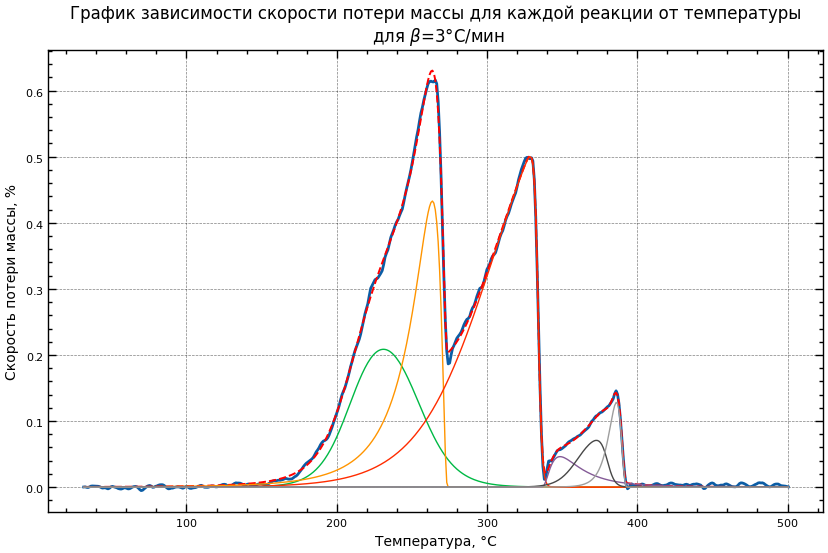 График зависимости скорости потери массы для каждой реакции от температуры
для β=3°C/мин
Скорость потери массы, %
0.6
0.5
0.4
0.3
0.2
0.1
0.0
100 200 300 400 500
Температура, °C